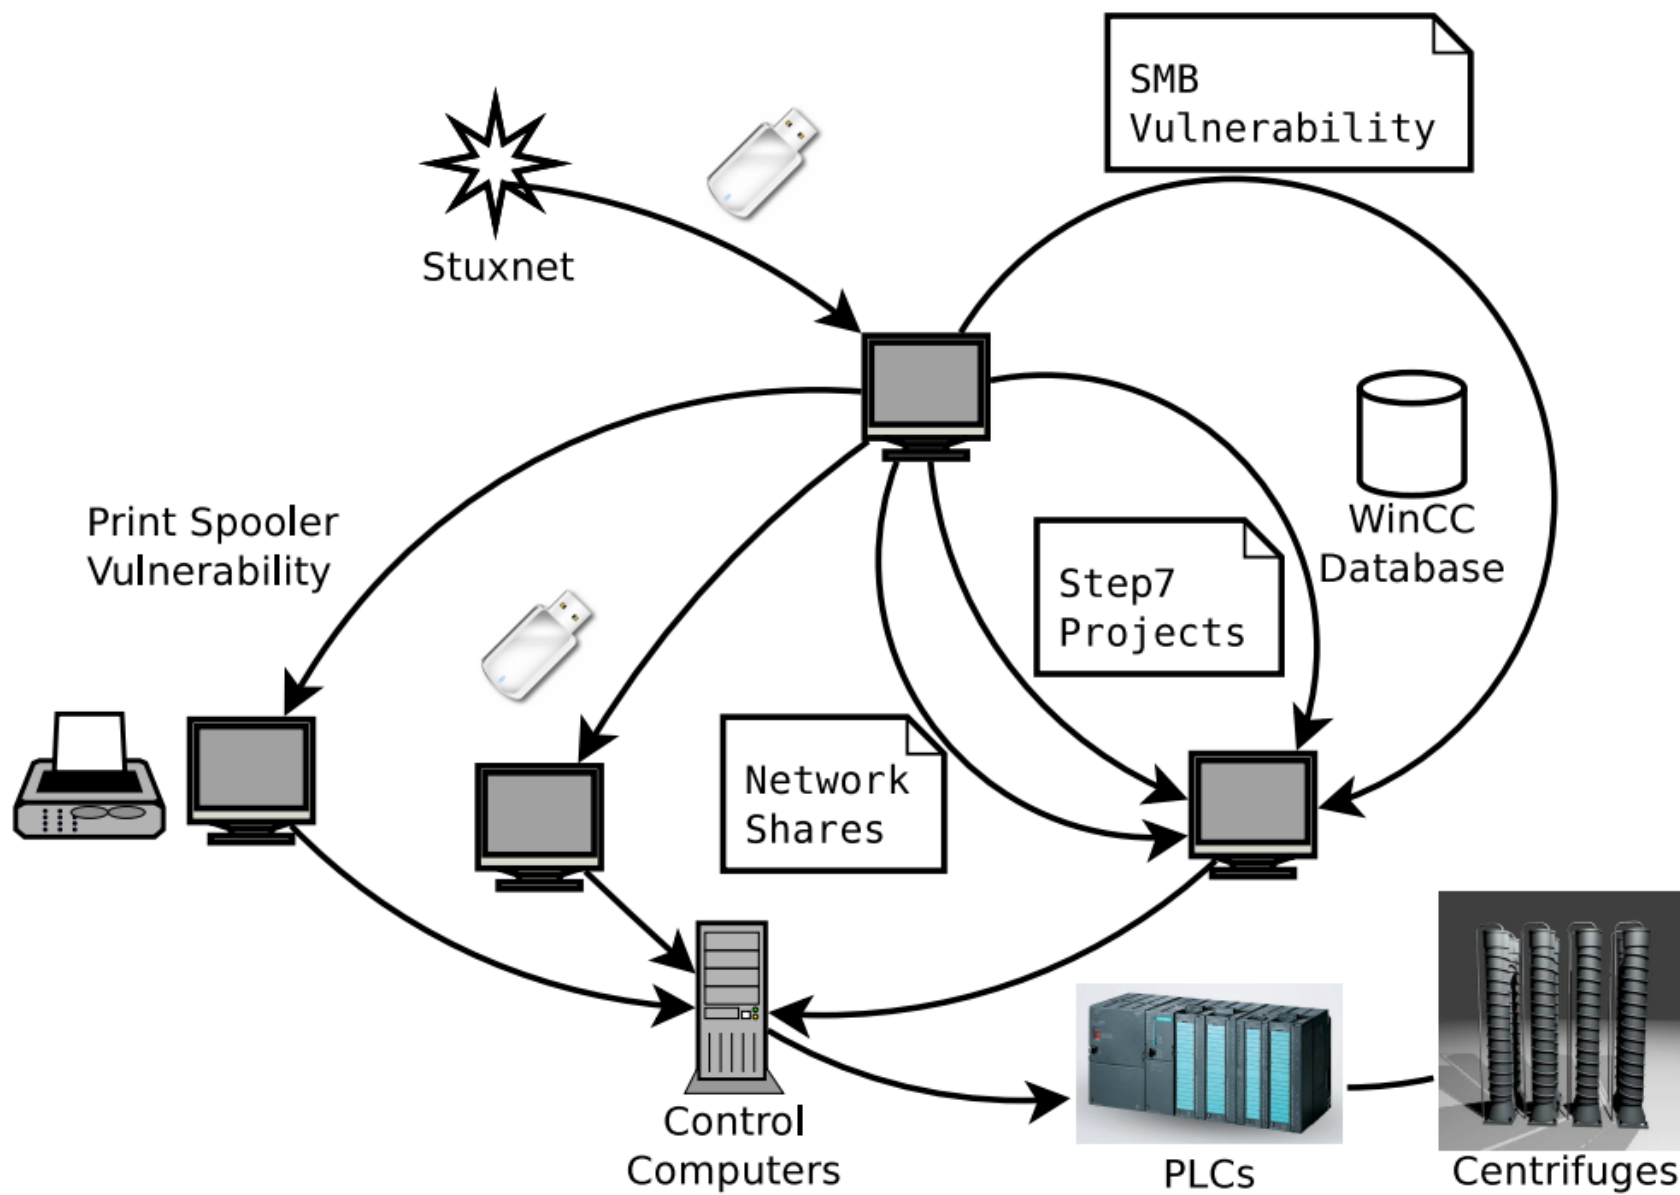 SMB
Vulnerability
Stuxnet
WinCC
Database
Print Spooler
Vulnerability
Step7
Projects
Network
Shares
Control
Computers
PLCs
Centrifuges